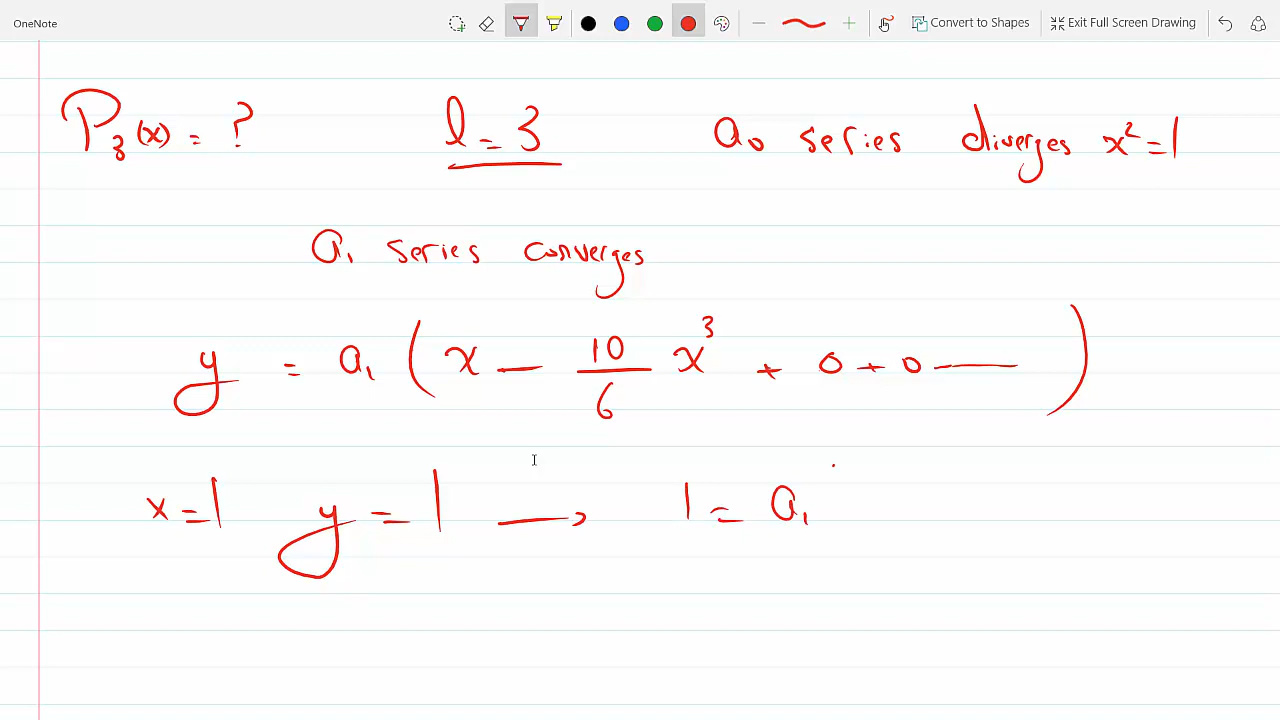 OneNote
Convert to Shapes
Exit Full Screen Drawing
P₃(x) = ? l = 3 a₀ series diverges x² = 1
a₁ series converges
y = a₁ ( x — 10/6 x³ + 0 + 0 — )
x = 1 y = 1 → 1 = a₁